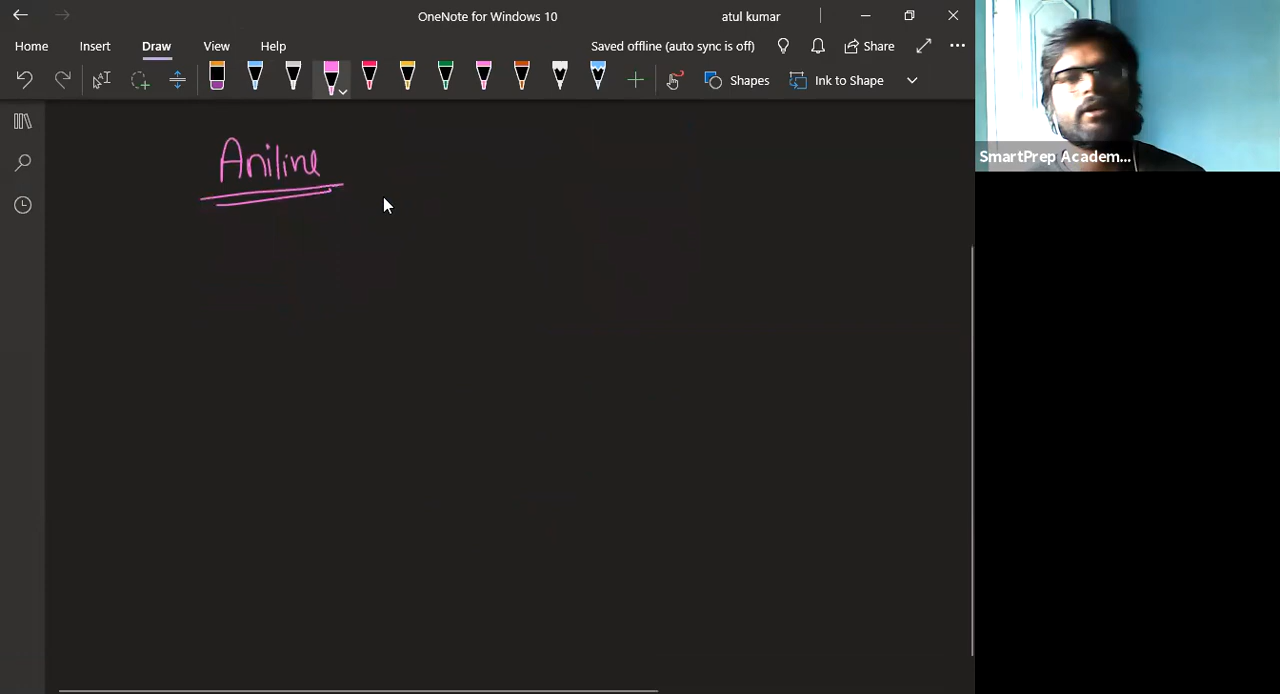 OneNote for Windows 10
atul kumar
Home
Insert
Draw
View
Help
Saved offline (auto sync is off)
Share
Shapes
Ink to Shape
Aniline
SmartPrep Academ...